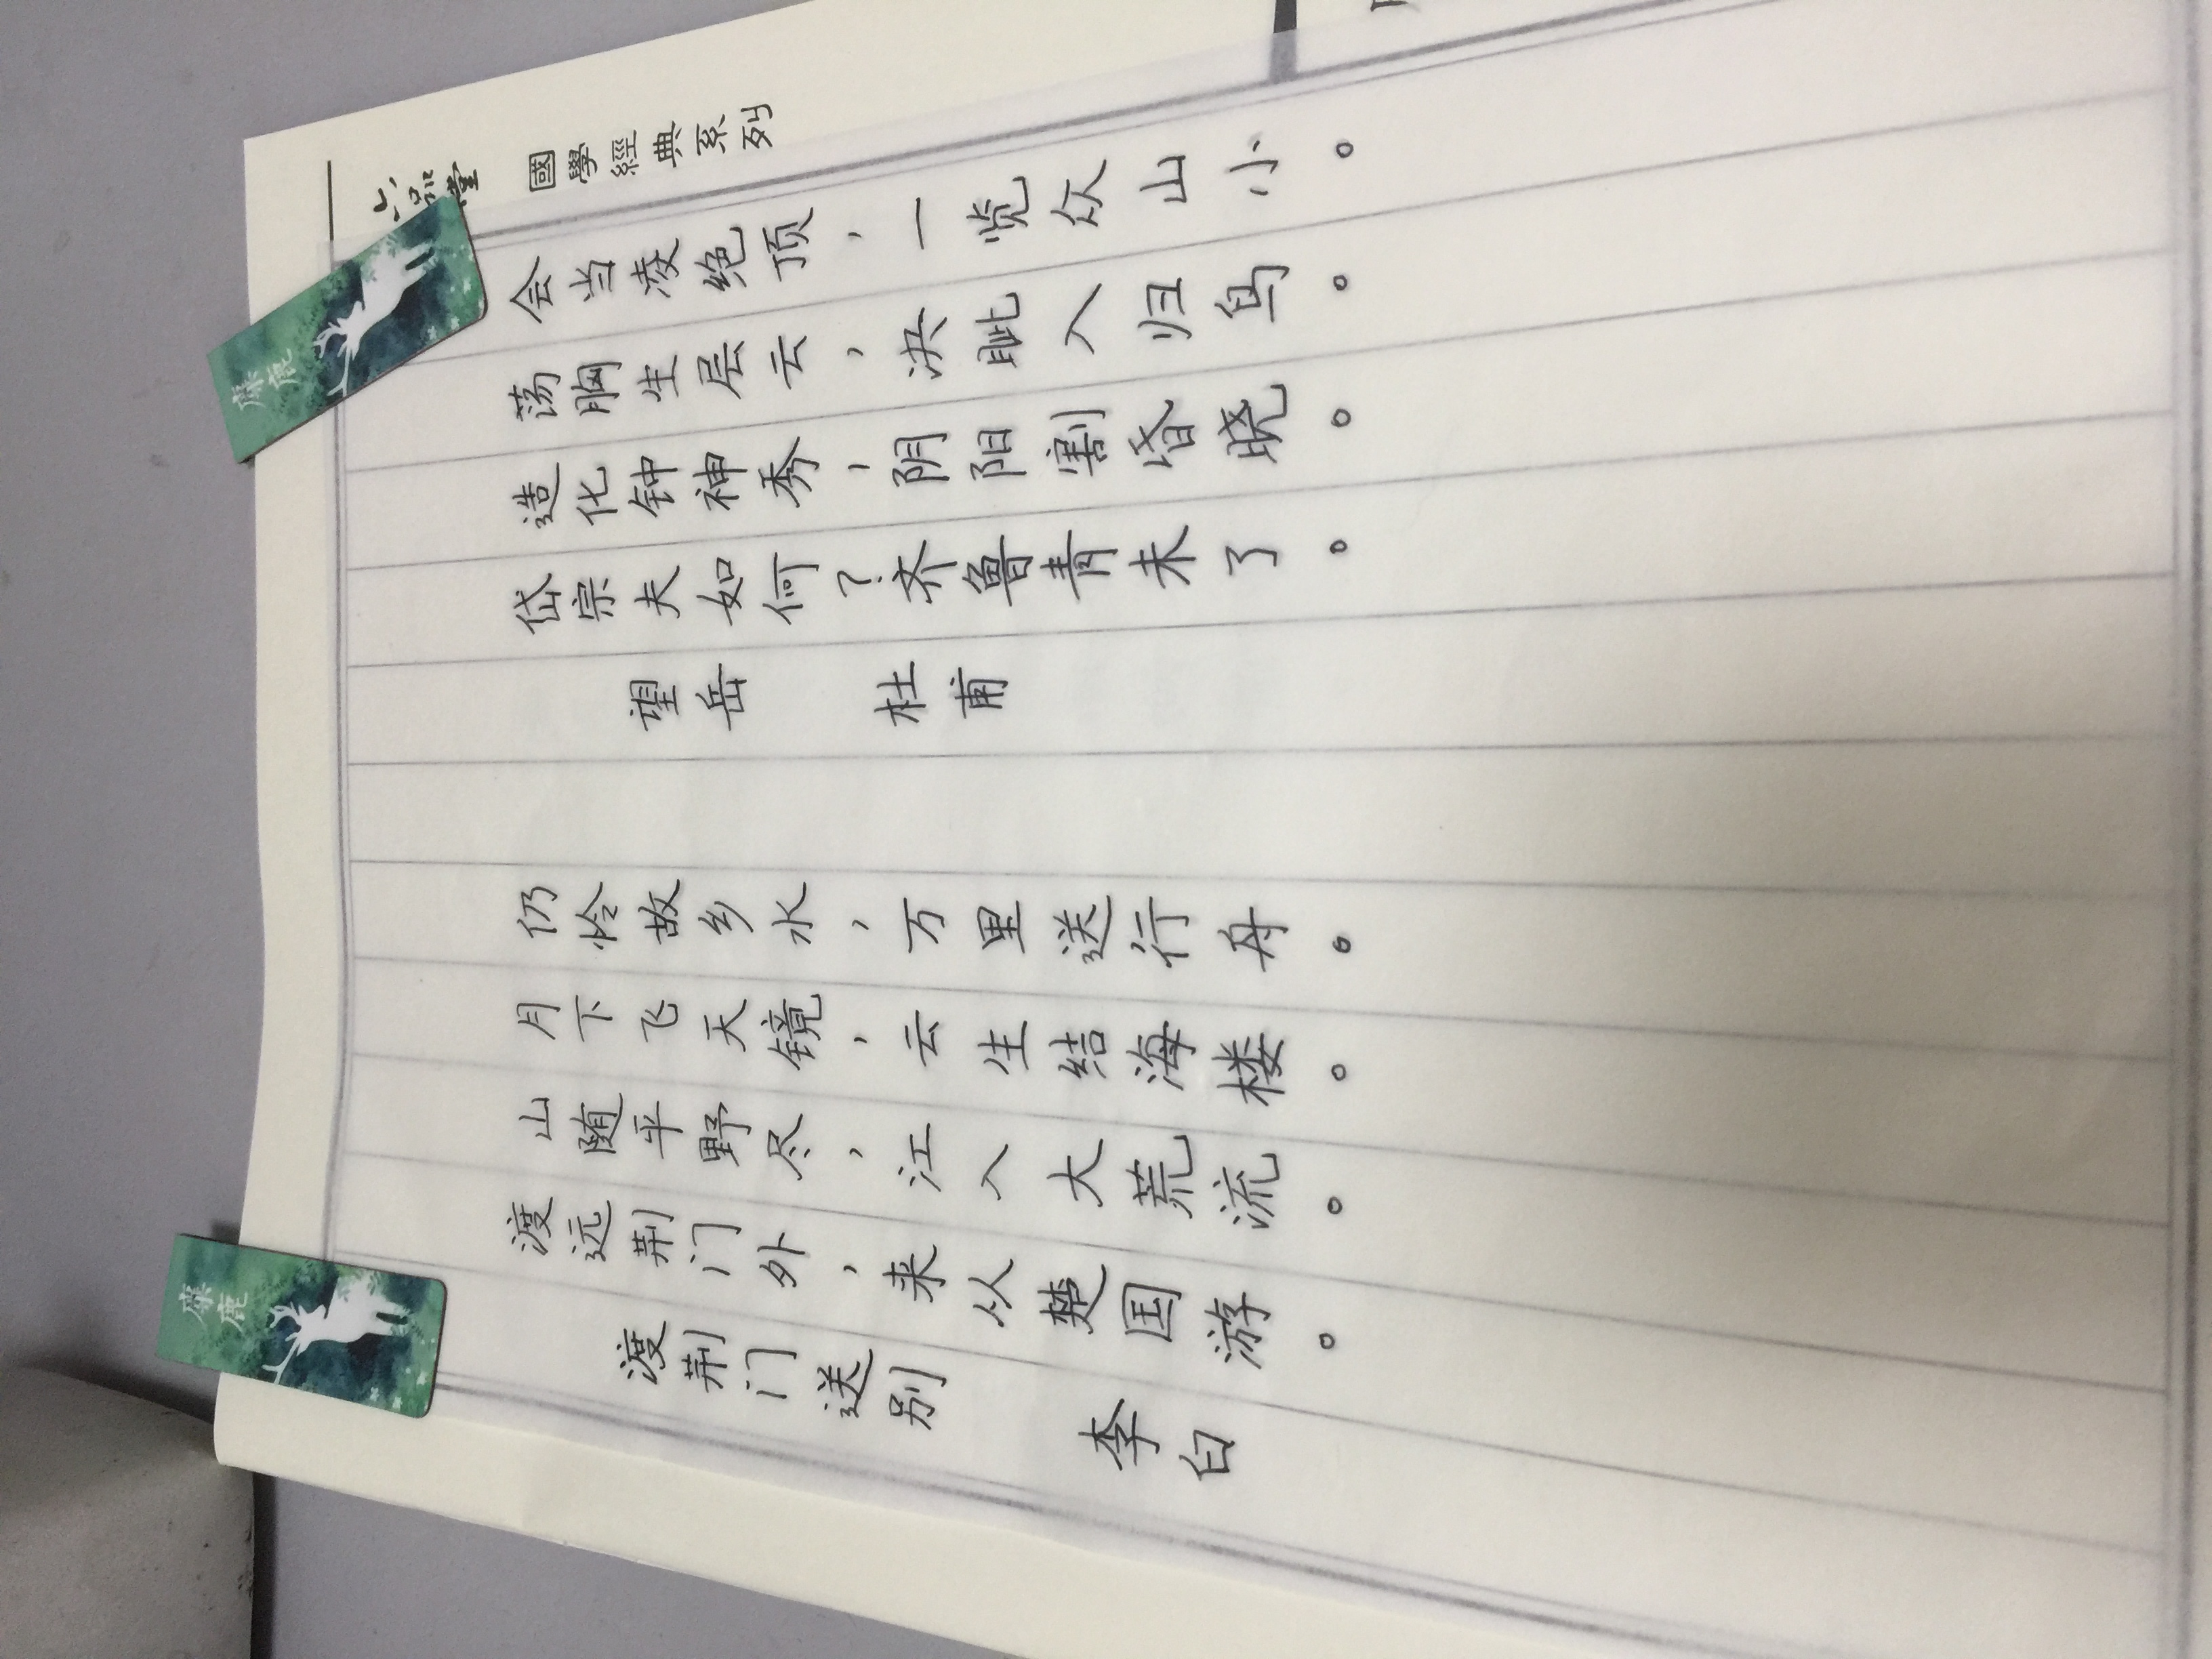 麋鹿
渡荆门送别 李白
渡远荆门外，来从楚国游。
山随平野尽，江入大荒流。
月下飞天镜，云生结海楼。
仍怜故乡水，万里送行舟。
望岳 杜甫
岱宗夫如何？齐鲁青未了。
造化钟神秀，阴阳割昏晓。
荡胸生层云，决眦入归鸟。
会当凌绝顶，一览众山小。
麋鹿
六品堂 國學經典系列